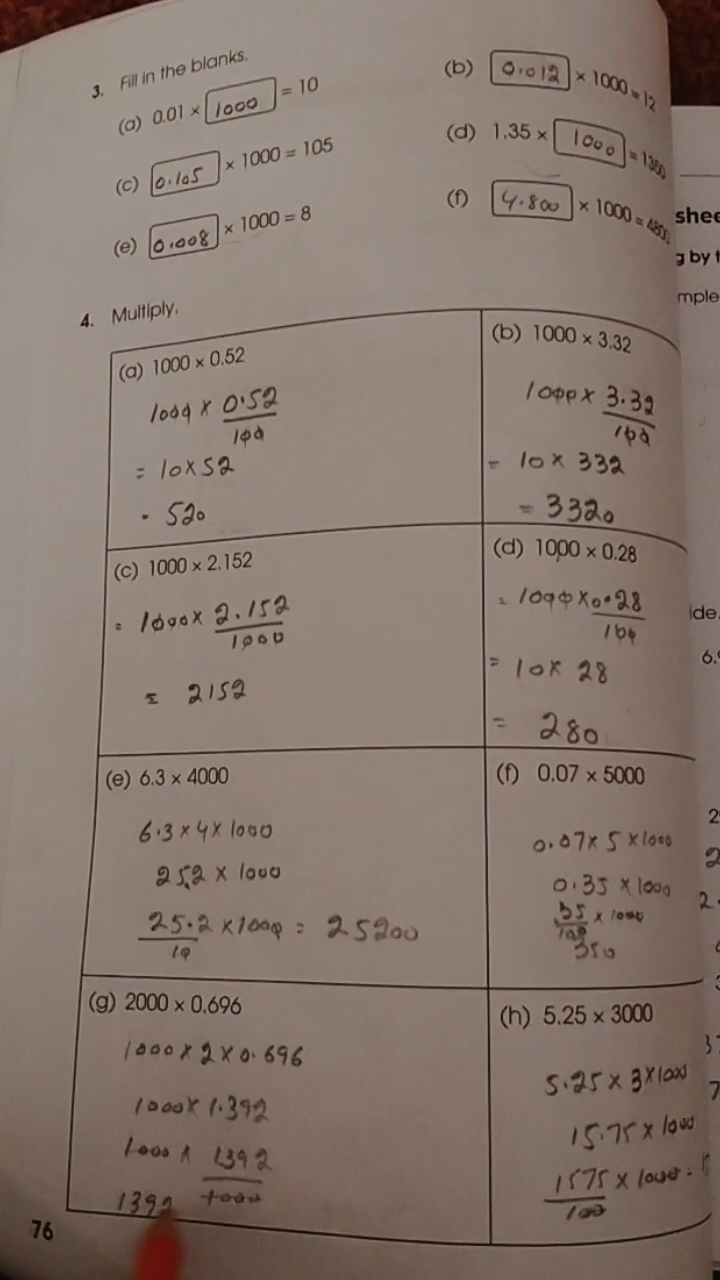 3. Fill in the blanks.
(a) 0.01 × 1000 = 10
(b) 0.012 × 1000 = 12
(c) 0.105 × 1000 = 105
(d) 1.35 × 1000 = 1350
(e) 0.008 × 1000 = 8
(f) 4.800 × 1000 = 4800
4. Multiply.
(a) 1000 × 0.52
1000 × 0.52
100
= 10×52
= 520
(b) 1000 × 3.32
1000 × 3.32
100
= 10 × 332
= 3320
(c) 1000 × 2.152
= 1000× 2.152
1000
= 2152
(d) 1000 × 0.28
= 1000 ×0.28
100
= 10 × 28
= 280
(e) 6.3 × 4000
6.3 × 4 × 1000
25.2 × 1000
25.2 × 1000 = 25200
10
(f) 0.07 × 5000
0.07 × 5 ×1000
0.35 × 1000
35 × 1000
100
350
(g) 2000 × 0.696
1000 × 2 × 0.696
1000× 1.392
1000 × 1392
1000
1392
(h) 5.25 × 3000
5.25 × 3 ×1000
15.75 × 1000
1575 × 1000 =
100
76
shee
g by t
mple
ide.
6.